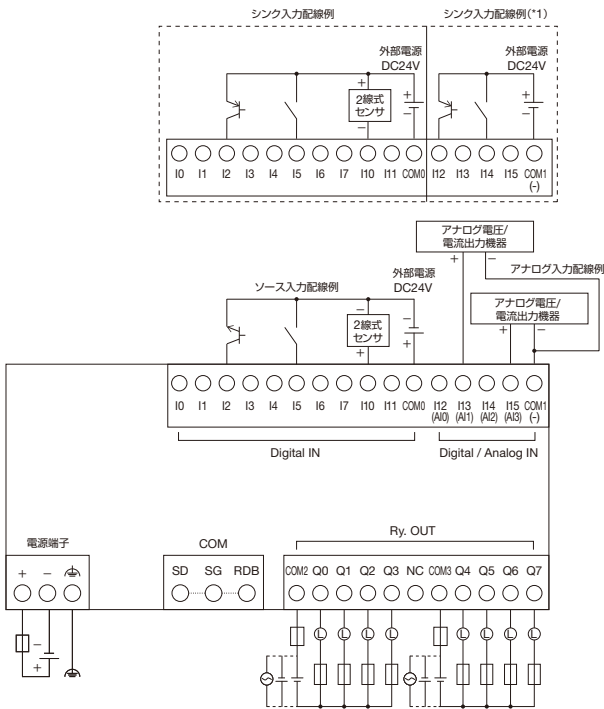 シンク入力配線例 シンク入力配線例(*1)
外部電源 外部電源
DC24V DC24V
+ + +
2線式
センサ
− − −
I0 I1 I2 I3 I4 I5 I6 I7 I10 I11 COM0 I12 I13 I14 I15 COM1
(-)
アナログ電圧/
電流出力機器
+ −
アナログ入力配線例
外部電源
ソース入力配線例 DC24V
アナログ電圧/
電流出力機器
− − + −
2線式
センサ
+ +
I0 I1 I2 I3 I4 I5 I6 I7 I10 I11 COM0 I12 I13 I14 I15 COM1
(AI0) (AI1) (AI2) (AI3) (-)
Digital IN Digital / Analog IN
電源端子 COM Ry. OUT
+ − SD SG RDB COM2 Q0 Q1 Q2 Q3 NC COM3 Q4 Q5 Q6 Q7
L L L L L L L L
−
+